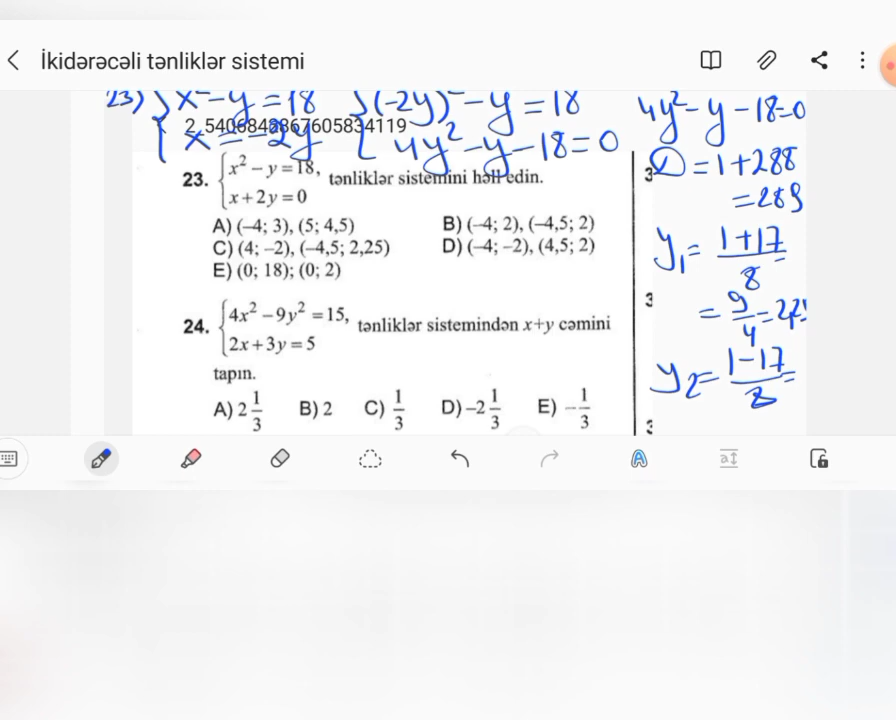 İkidərəcəli tənliklər sistemi
23) x² - y = 18
x = -2y
(-2y)² - y = 18
4y² - y - 18 = 0
2,5406848867605834119
23. x² - y = 18,
x + 2y = 0
tənliklər sistemini həll edin.
A) (–4; 3), (5; 4,5) B) (–4; 2), (–4,5; 2)
C) (4; –2), (–4,5; 2,25) D) (–4; –2), (4,5; 2)
E) (0; 18); (0; 2)
24. 4x² - 9y² = 15,
2x + 3y = 5
tənliklər sistemindən x+y cəmini
tapın.
A) 2 1/3 B) 2 C) 1/3 D) –2 1/3 E) –1/3
4y² - y - 18 = 0
D = 1 + 288
= 289
y₁ = 1+17/8 =
= 9/4 = 2,25
y₂ = 1-17/8 =
3
3